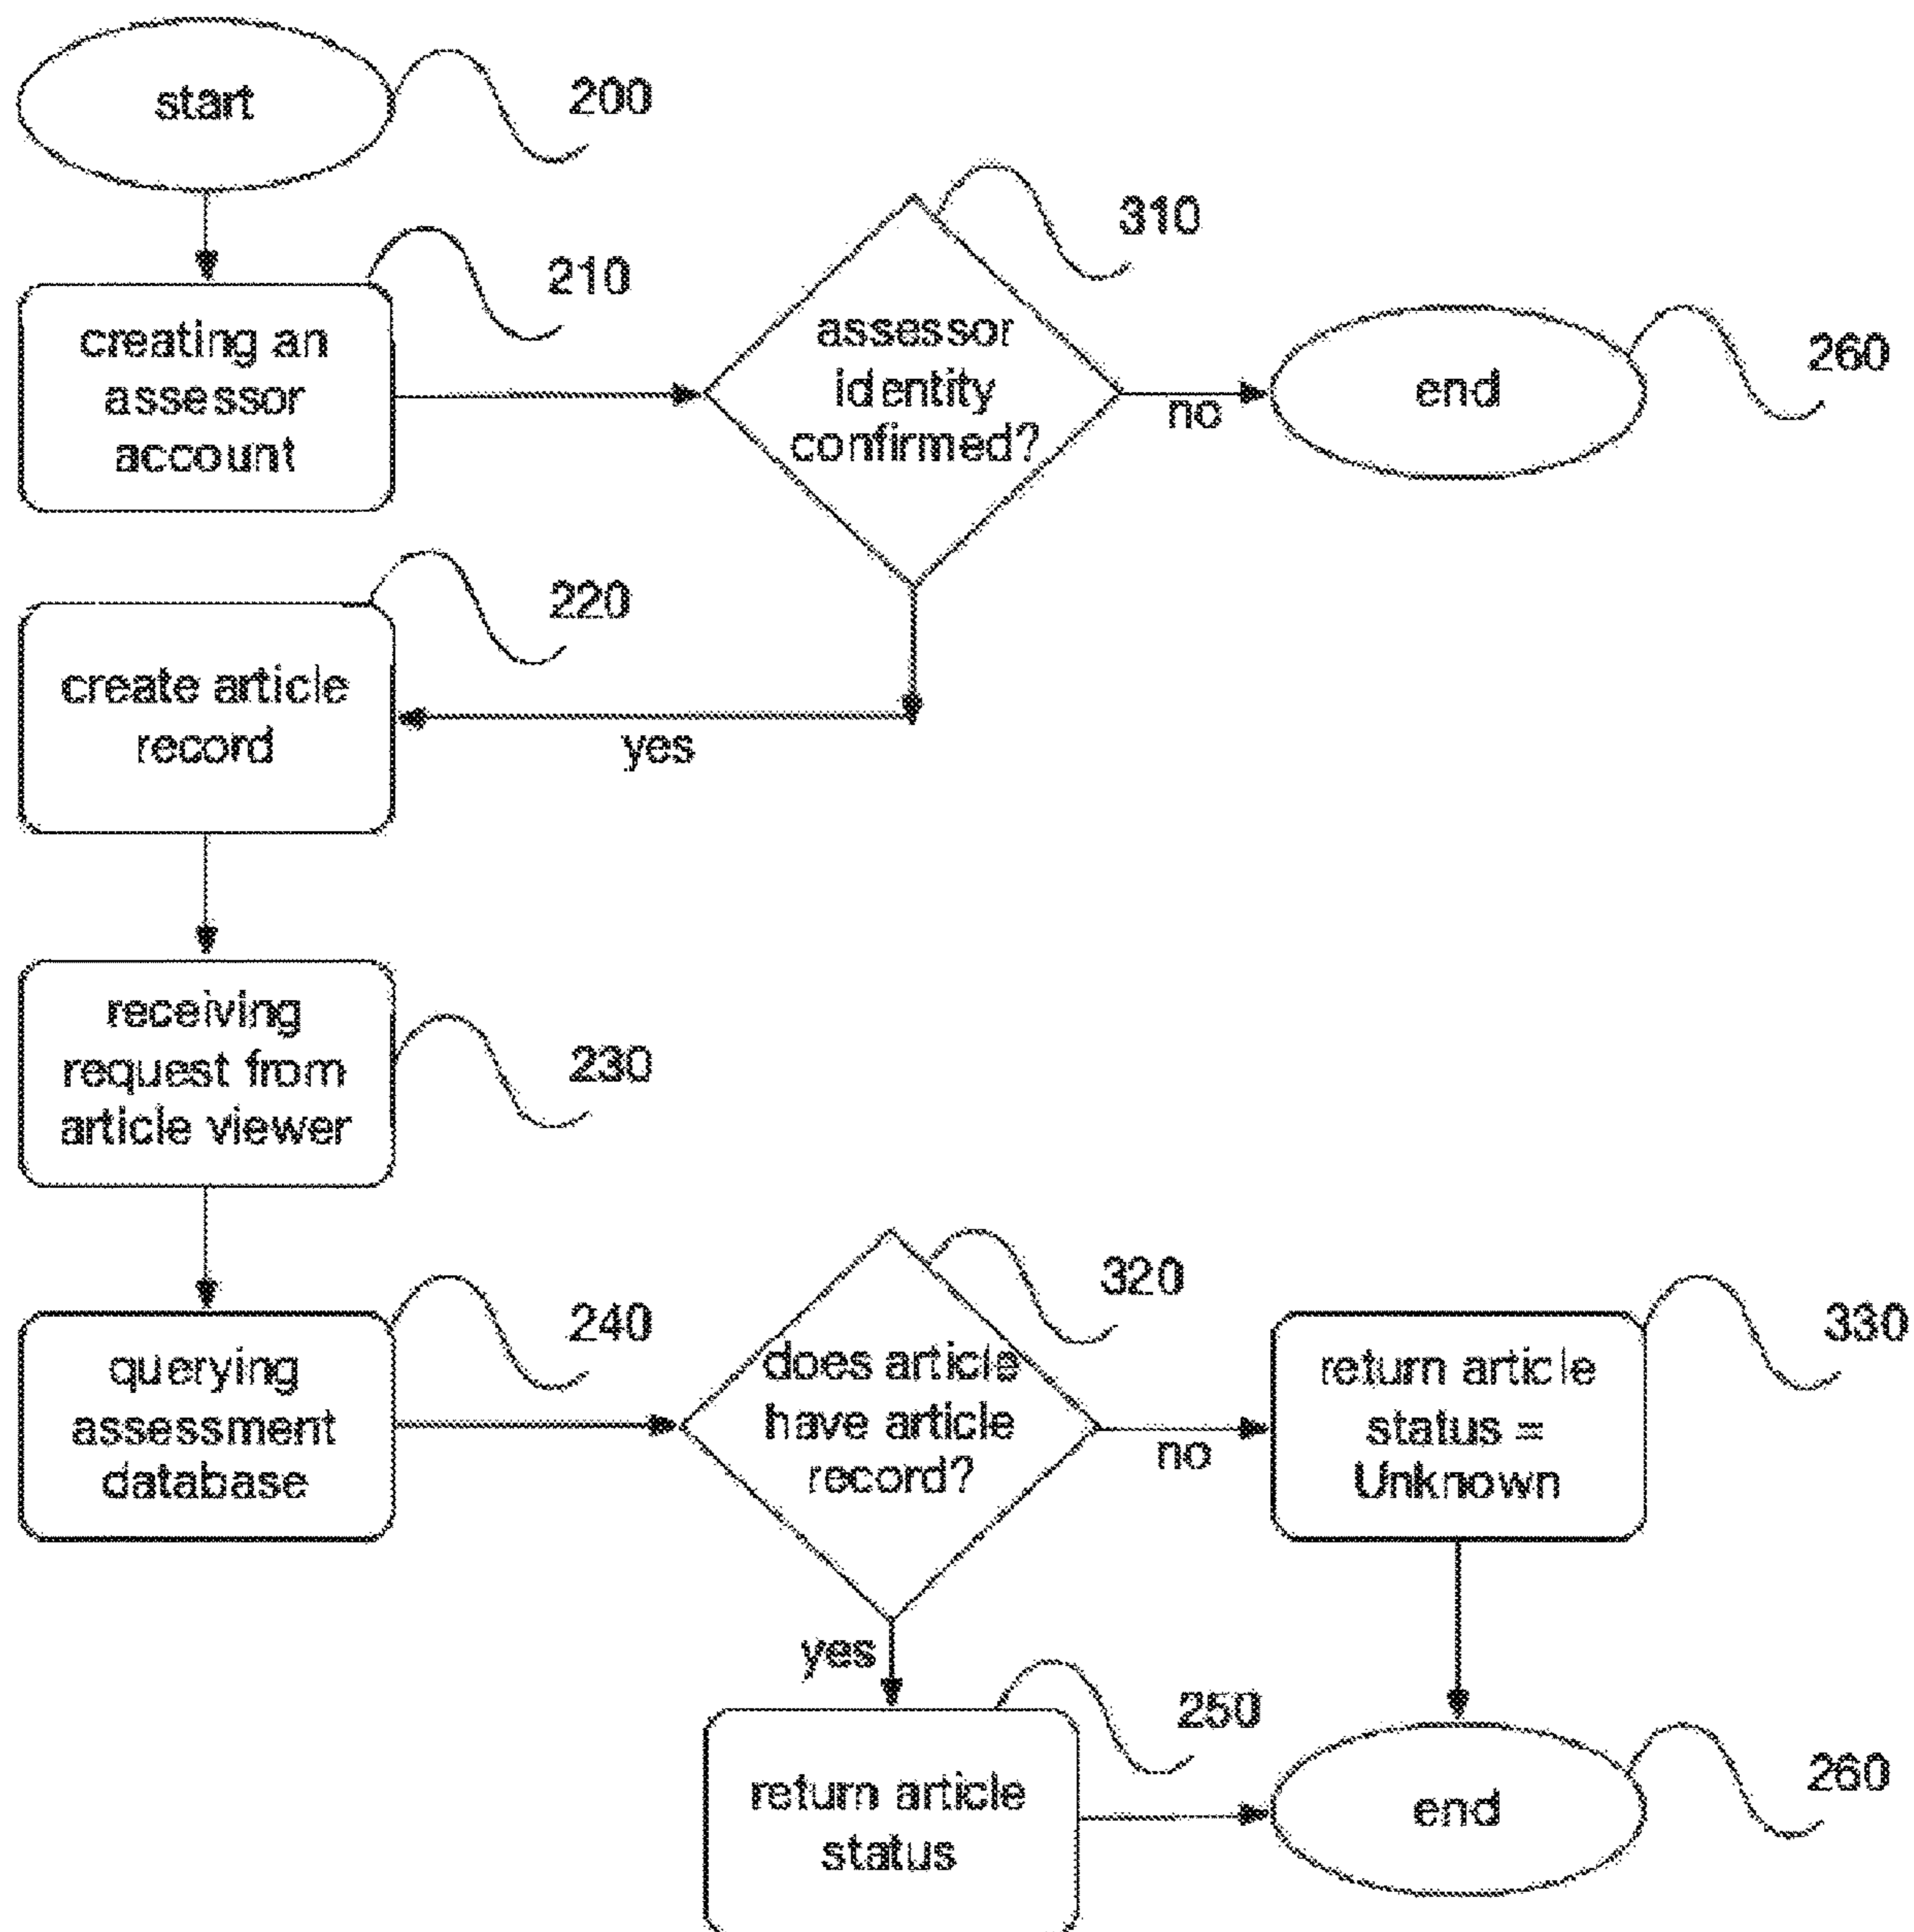 start
200
creating an
assessor
account
210
assessor
identity
confirmed?
310
no
end
260
create article
record
220
yes
receiving
request from
article viewer
230
querying
assessment
database
240
does article
have article
record?
320
no
return article
status =
Unknown
330
yes
return article
status
250
end
260